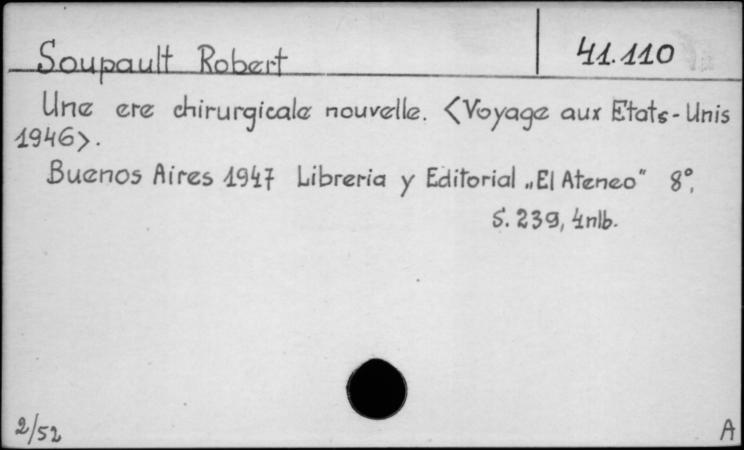 Soupault Robert
41.110
Une ere chirurgicale nouvelle. <Voyage aux Etats-Unis
1946>.
Buenos Aires 1947 Libreria y Editorial „El Ateneo" 8°,
S. 239, 4nlb.
2/52
A